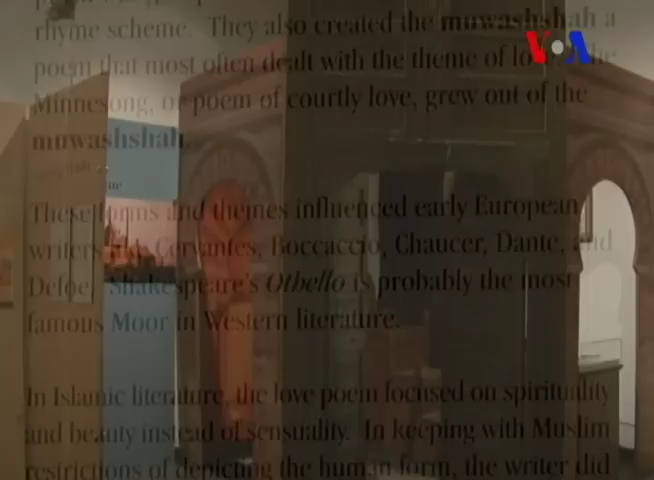 rhyme scheme. They also created the muwashshah a
poem that most often dealt with the theme of love. The
Minnesong, or poem of courtly love, grew out of the
muwashshah.
These forms and themes influenced early European
writers like Cervantes, Boccaccio, Chaucer, Dante, and
Defoe. Shakespeare's Othello is probably the most
famous Moor in Western literature.
In Islamic literature, the love poem focused on spirituality
and beauty instead of sensuality. In keeping with Muslim
restrictions of depicting the human form, the writer did
VOA